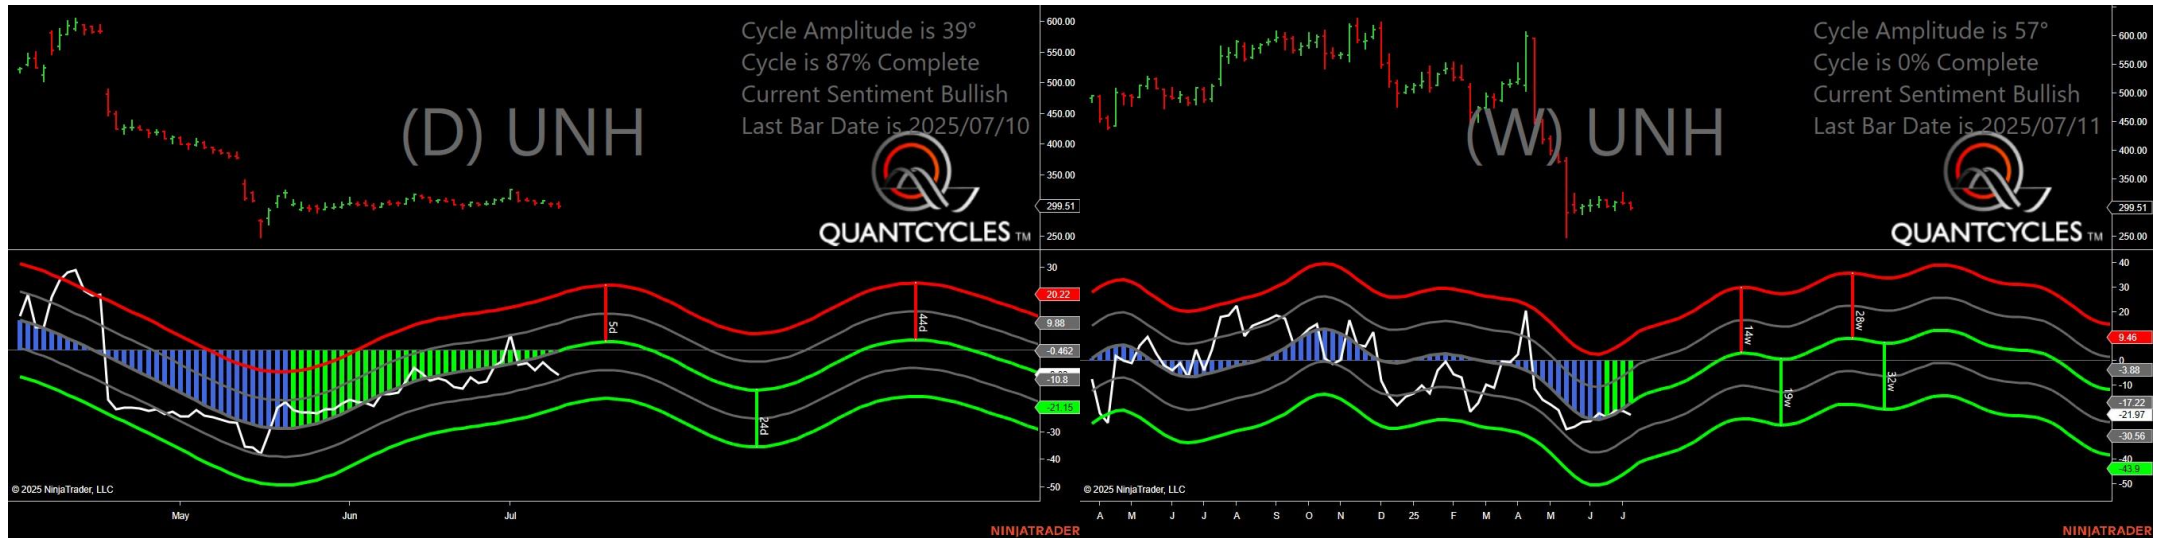 Cycle Amplitude is 39°
Cycle is 87% Complete
Current Sentiment Bullish
Last Bar Date is 2025/07/10
(D) UNH
QUANTCYCLES TM
600.00
550.00
500.00
450.00
400.00
350.00
299.51
250.00
30
20.22
9.88
-0.462
-10.8
-21.15
-30
-40
-50
5d
24d
44d
© 2025 NinjaTrader, LLC
May Jun Jul
NINJATRADER
Cycle Amplitude is 57°
Cycle is 0% Complete
Current Sentiment Bullish
Last Bar Date is 2025/07/11
(W) UNH
QUANTCYCLES TM
600.00
550.00
500.00
450.00
400.00
350.00
299.51
250.00
40
30
20
9.46
0
-3.88
-10
-17.22
-21.97
-30.56
-40
-43.9
-50
14w
19w
28w
32w
© 2025 NinjaTrader, LLC
A M J J A S O N D 25 F M A M J J
NINJATRADER